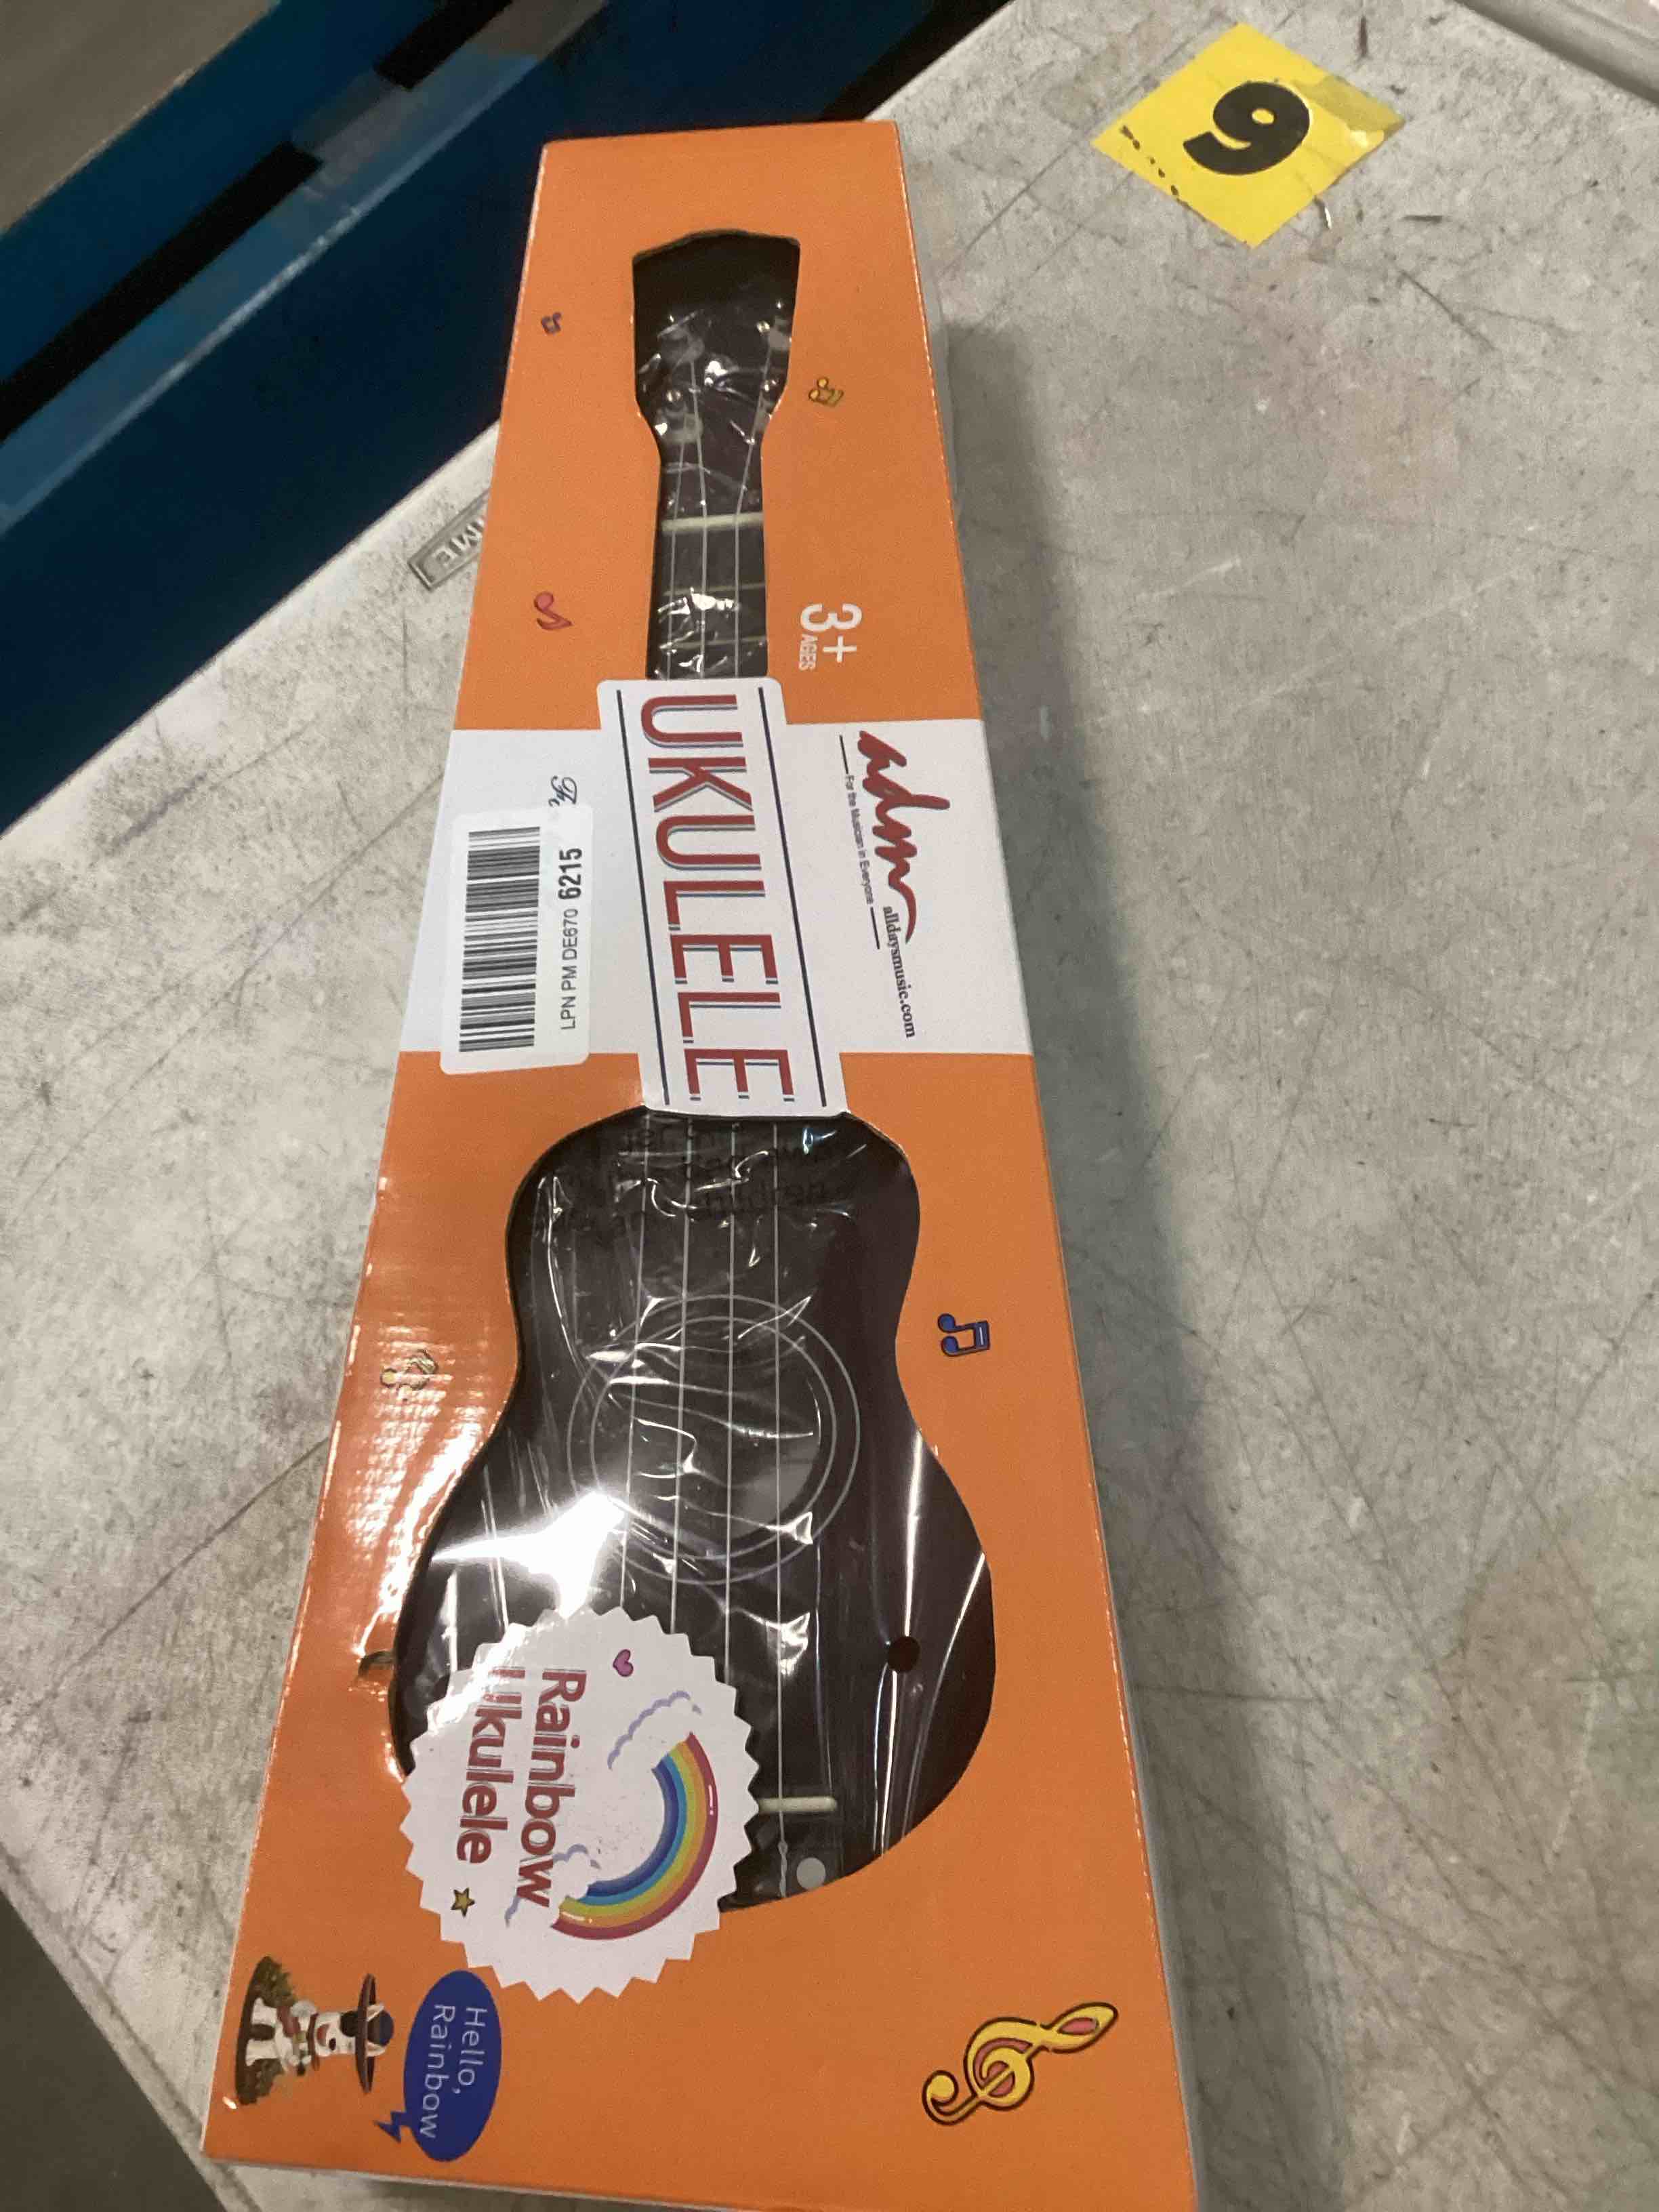 9
3+
AGES
adm
alldaysmusic.com
For the Musician in Everyone
UKULELE
LPN PM DE670 6215
children
Rainbow
Ukulele
Hello,
Rainbow